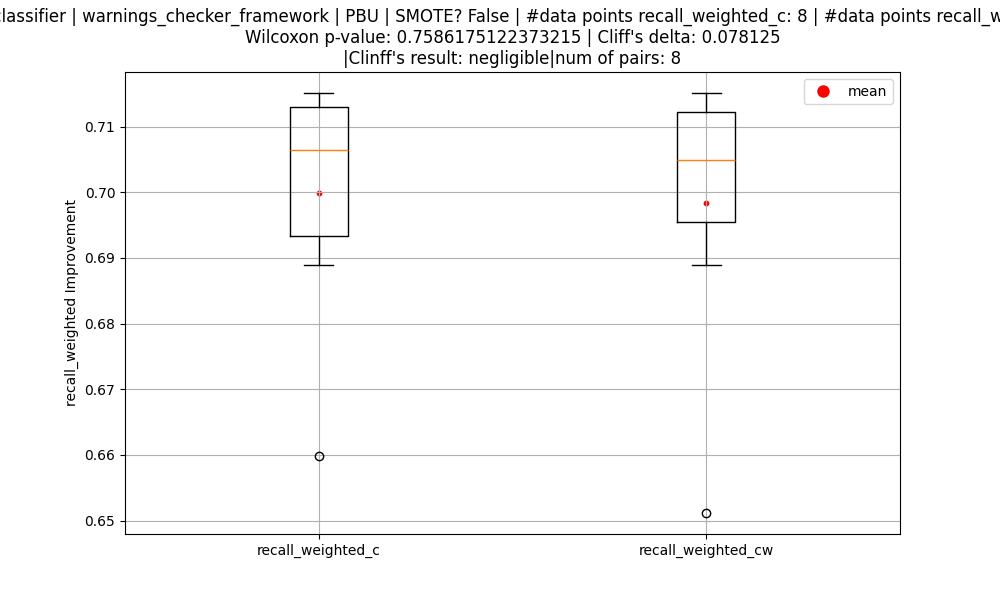 classifier | warnings_checker_framework | PBU | SMOTE? False | #data points recall_weighted_c: 8 | #data points recall_w
Wilcoxon p-value: 0.7586175122373215 | Cliff's delta: 0.078125
|Clinff's result: negligible|num of pairs: 8
mean
recall_weighted Improvement
0.71
0.70
0.69
0.68
0.67
0.66
0.65
recall_weighted_c
recall_weighted_cw